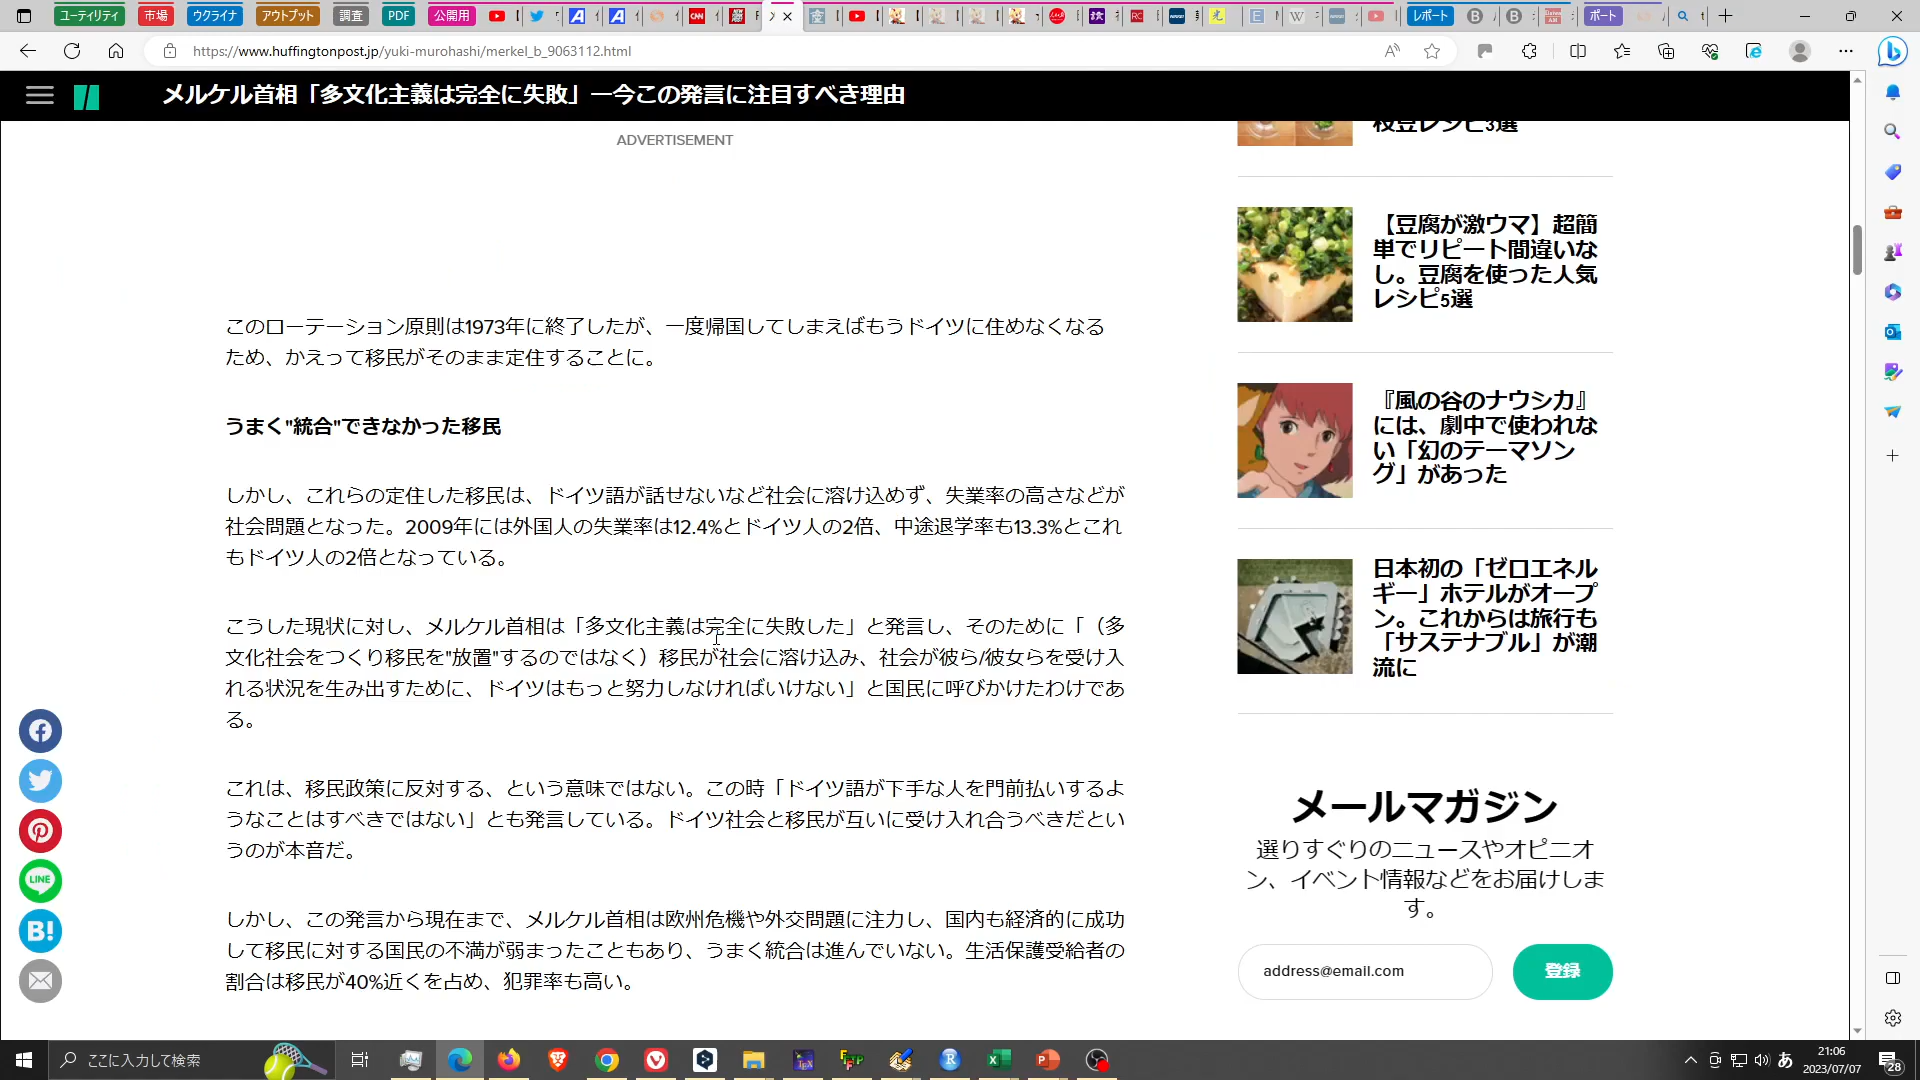 ユーティリティ 市場 ウクライナ アウトプット 調査 PDF 公開用 レポート ポート
https://www.huffingtonpost.jp/yuki-murohashi/merkel_b_9063112.html
メルケル首相「多文化主義は完全に失敗」―今この発言に注目すべき理由
ADVERTISEMENT
このローテーション原則は1973年に終了したが、一度帰国してしまえばもうドイツに住めなくなる
ため、かえって移民がそのまま定住することに。
うまく"統合"できなかった移民
しかし、これらの定住した移民は、ドイツ語が話せないなど社会に溶け込めず、失業率の高さなどが
社会問題となった。2009年には外国人の失業率は12.4%とドイツ人の2倍、中途退学率も13.3%とこれ
もドイツ人の2倍となっている。
こうした現状に対し、メルケル首相は「多文化主義は完全に失敗した」と発言し、そのために「（多
文化社会をつくり移民を"放置"するのではなく）移民が社会に溶け込み、社会が彼ら/彼女らを受け入
れる状況を生み出すために、ドイツはもっと努力しなければいけない」と国民に呼びかけたわけであ
る。
これは、移民政策に反対する、という意味ではない。この時「ドイツ語が下手な人を門前払いするよ
うなことはすべきではない」とも発言している。ドイツ社会と移民が互いに受け入れ合うべきだとい
うのが本音だ。
しかし、この発言から現在まで、メルケル首相は欧州危機や外交問題に注力し、国内も経済的に成功
して移民に対する国民の不満が弱まったこともあり、うまく統合は進んでいない。生活保護受給者の
割合は移民が40%近くを占め、犯罪率も高い。
枝豆レシピ3選
【豆腐が激ウマ】超簡
単でリピート間違いな
し。豆腐を使った人気
レシピ5選
『風の谷のナウシカ』
には、劇中で使われな
い「幻のテーマソン
グ」があった
日本初の「ゼロエネル
ギー」ホテルがオープ
ン。これからは旅行も
「サステナブル」が潮
流に
メールマガジン
選りすぐりのニュースやオピニオ
ン、イベント情報などをお届けしま
す。
address@email.com 登録
LINE
B!
ここに入力して検索
あ
21:06
2023/07/07
28